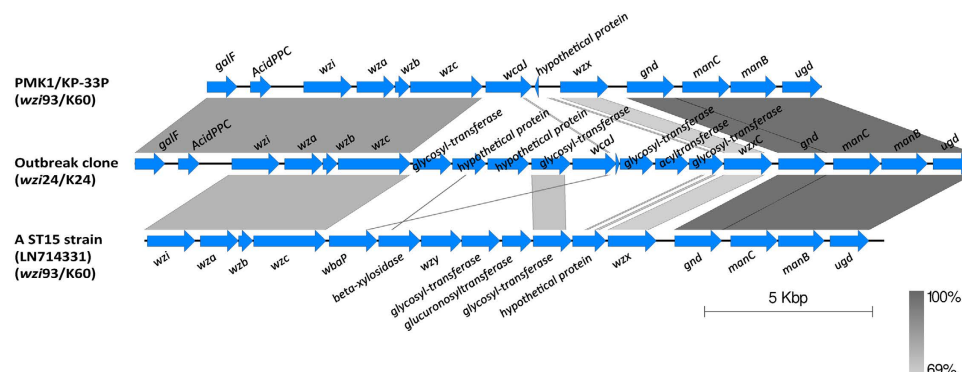 galF AcidPPC wzi wza wzb wzc wcaJ hypothetical protein wzx gnd manC manB ugd
PMK1/KP-33P
(wzi93/K60)
galF AcidPPC wzi wza wzb wzc glycosyl-transferase hypothetical protein hypothetical protein glycosyl-transferase wcaJ glycosyl-transferase acyltransferase glycosyl-transferase wzxC gnd manC manB ugd
Outbreak clone
(wzi24/K24)
A ST15 strain
(LN714331)
(wzi93/K60)
wzi wza wzb wzc wbaP beta-xylosidase wzy glycosyl-transferase glucuronosyltransferase glycosyl-transferase hypothetical protein wzx gnd manC manB ugd
5 Kbp
100%
69%